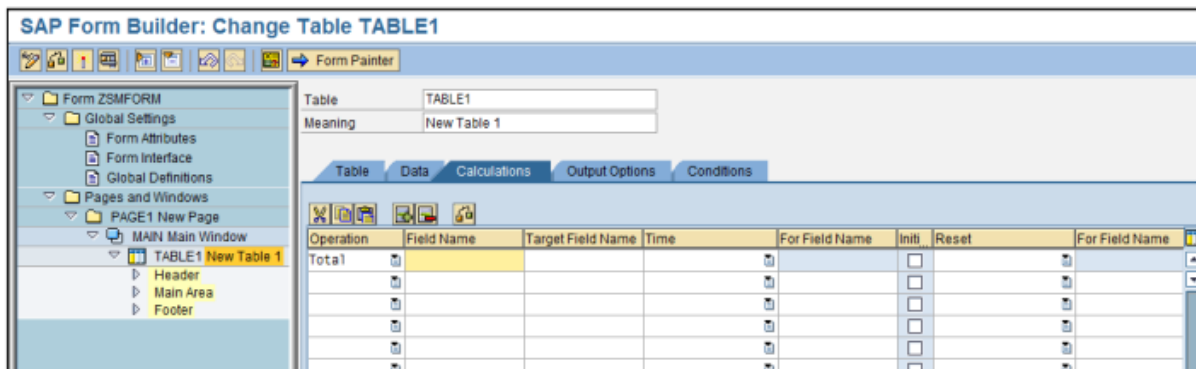 SAP Form Builder: Change Table TABLE1
Form Painter
Form ZSMFORM
Global Settings
Form Attributes
Form Interface
Global Definitions
Pages and Windows
PAGE1 New Page
MAIN Main Window
TABLE1 New Table 1
Header
Main Area
Footer
Table TABLE1
Meaning New Table 1
Table Data Calculations Output Options Conditions
Operation Field Name Target Field Name Time For Field Name Initi... Reset For Field Name
Total